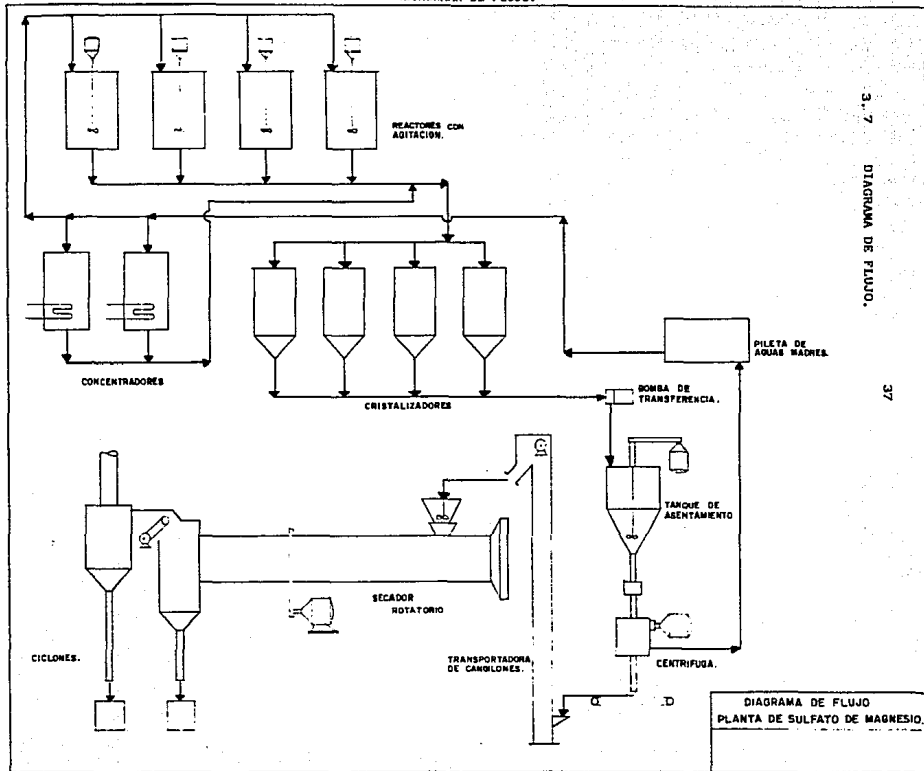 REACTORES CON
AGITACION.
3.7 DIAGRAMA DE FLUJO.
37
CONCENTRADORES
CRISTALIZADORES
PILETA DE
AGUAS MADRES.
BOMBA DE
TRANSFERENCIA.
TANQUE DE
ASENTAMIENTO
SECADOR
ROTATORIO
CICLONES.
TRANSPORTADORA
DE CANGILONES.
CENTRIFUGA.
DIAGRAMA DE FLUJO
PLANTA DE SULFATO DE MAGNESIO.